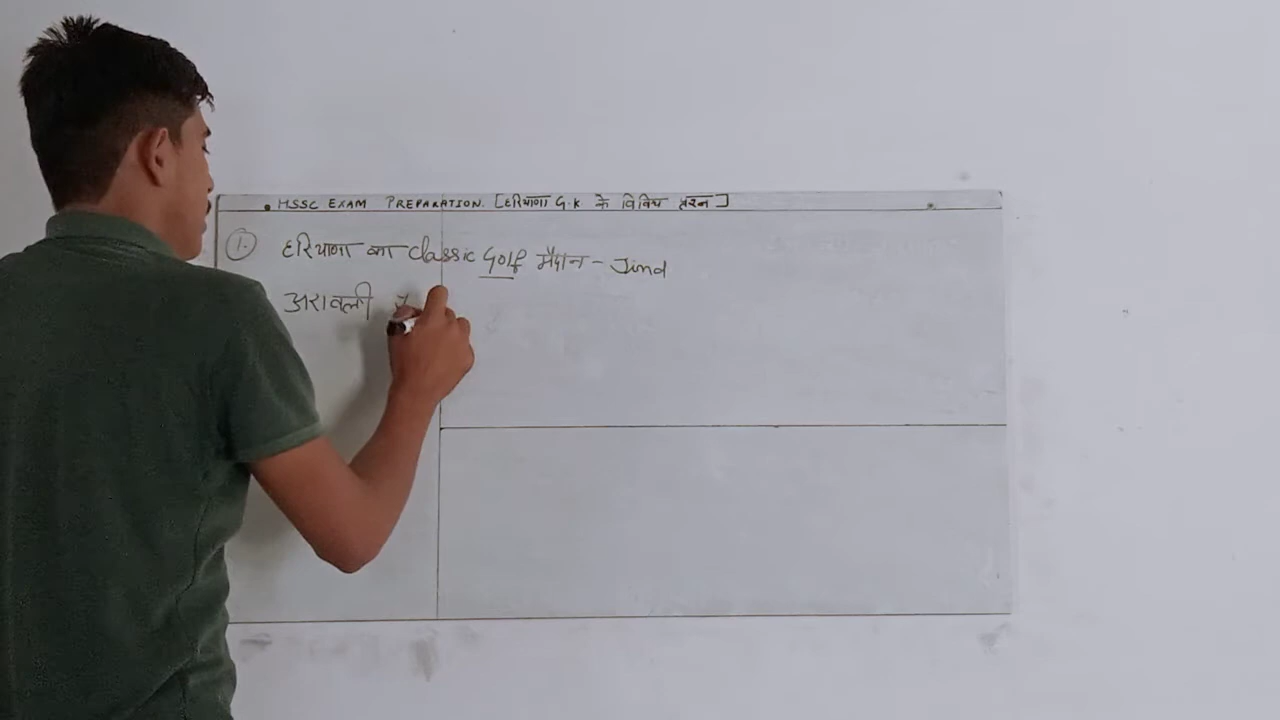 HSSC EXAM PREPARATION. [हरियाणा G.K के विविध प्रश्न]
1. हरियाणा का Classic Golf मैदान - Jind
अरावली